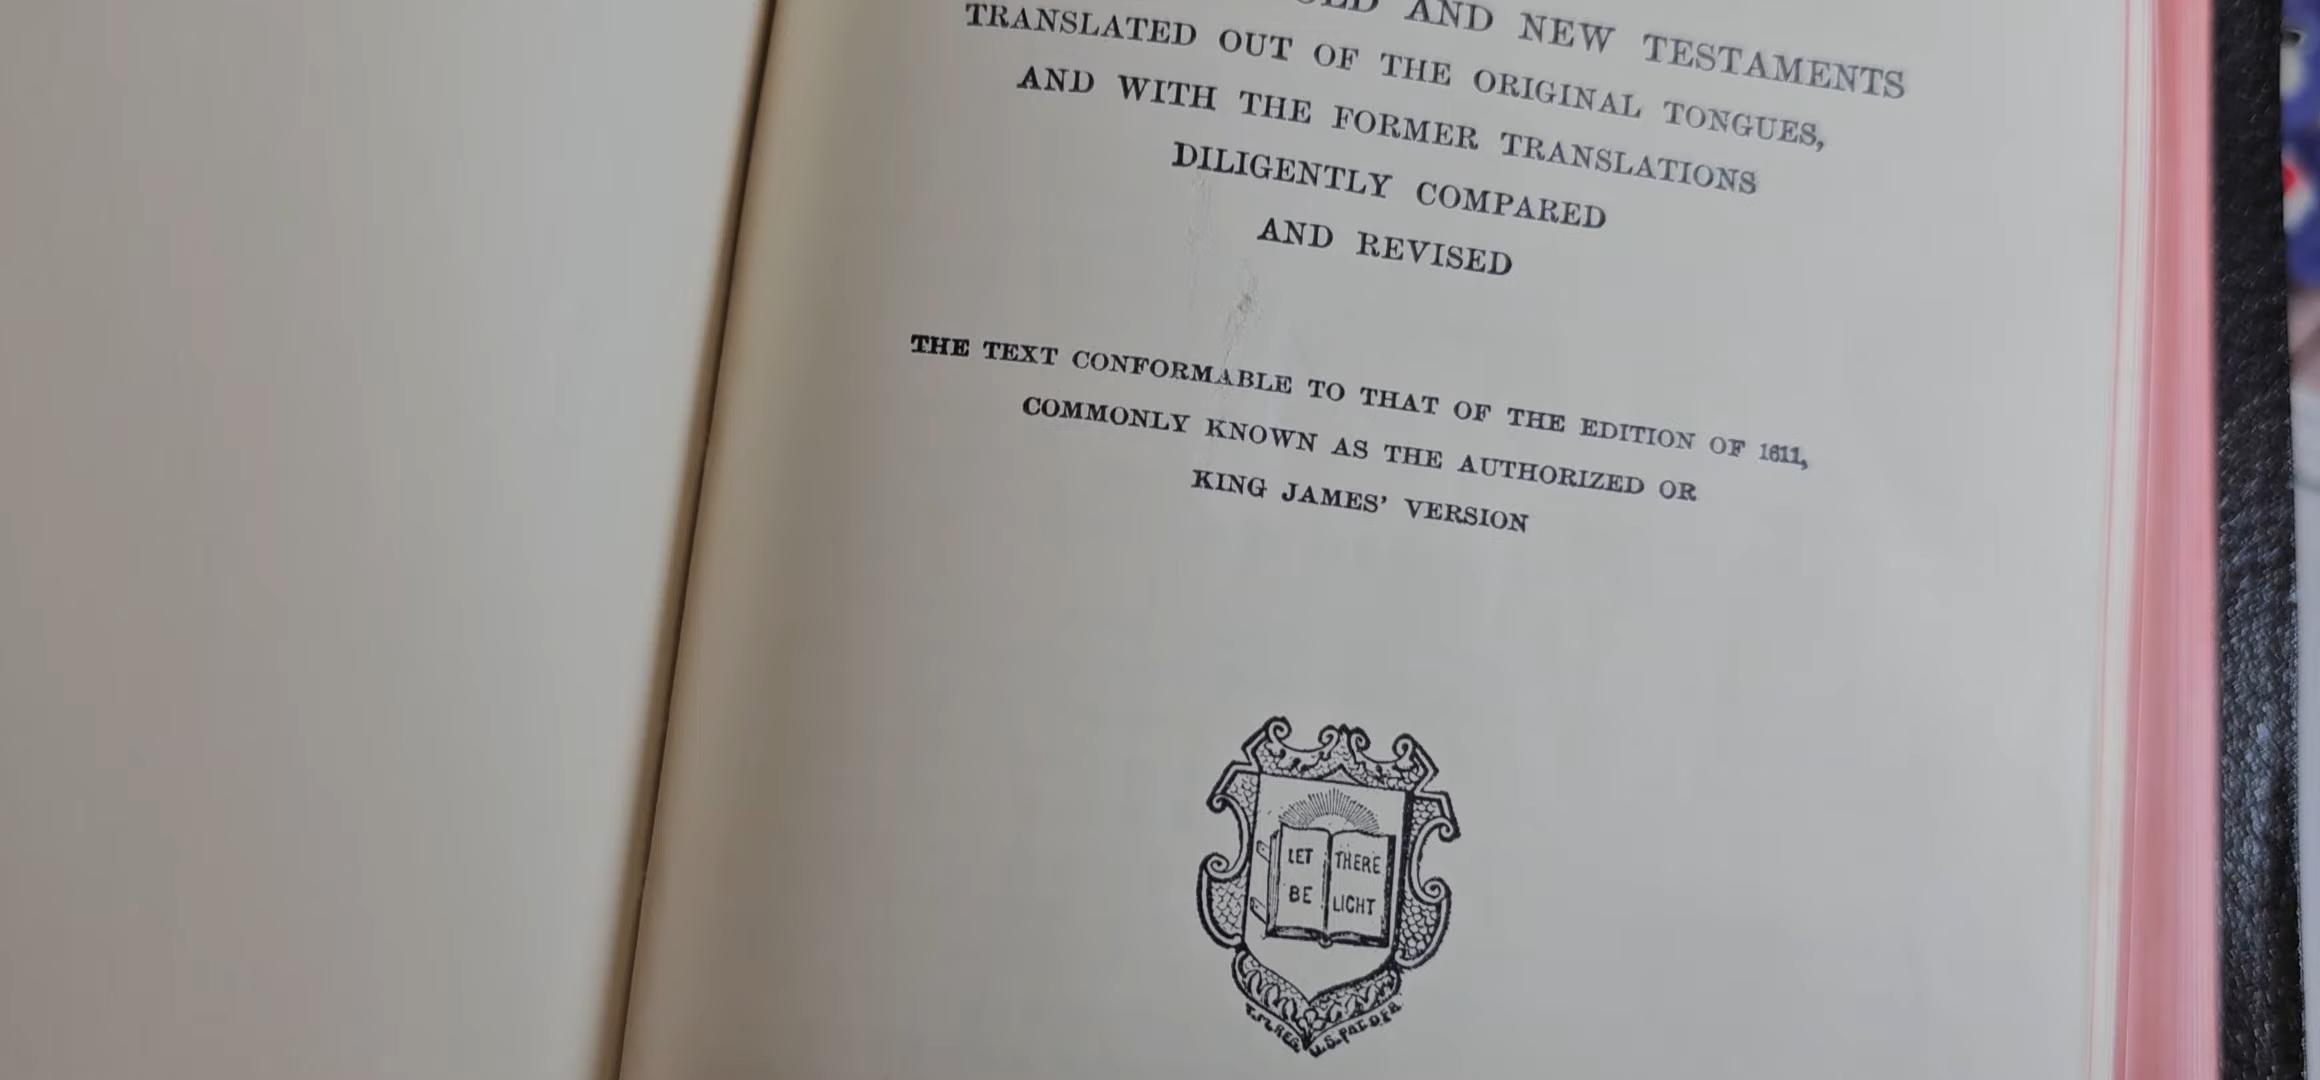 AND NEW TESTAMENTS
TRANSLATED OUT OF THE ORIGINAL TONGUES,
AND WITH THE FORMER TRANSLATIONS
DILIGENTLY COMPARED
AND REVISED
THE TEXT CONFORMABLE TO THAT OF THE EDITION OF 1611,
COMMONLY KNOWN AS THE AUTHORIZED OR
KING JAMES' VERSION
LET THERE
BE LIGHT